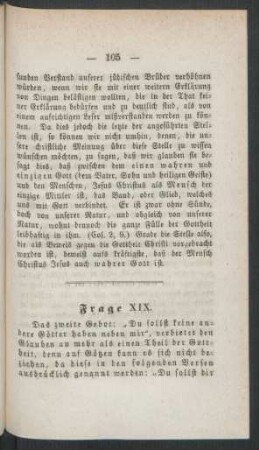 — 105 —
sunden Verstand unserer jüdischen Brüder verhöhnen
würden, wenn wir sie mit einer weitern Erklärung
von Dingen belästigen wollten, die in der That kei-
ner Erklärung bedürfen und zu deutlich sind, als von
einem aufrichtigen Leser mißverstanden werden zu kön-
nen. Da dies jedoch die letzte der angeführten Stel-
len ist, so können wir nicht umhin, denen, die un-
sere christliche Meinung über diese Stelle zu wissen
wünschen möchten, zu sagen, daß wir glauben sie be-
sagt dies, daß zwischen dem einen wahren und
einzigen Gott (dem Vater, Sohn und heiligen Geiste)
und den Menschen, Jesus Christus als Mensch der
einzige Mittler ist, das Band, oder Glied, welches
uns mit Gott verbindet. Er ist zwar ohne Sünde,
doch von unserer Natur, und obgleich von unserer
Natur, wohnt dennoch die ganze Fülle der Gottheit
leibhaftig in ihm. (Col. 2, 6.) Grade die Stelle also,
die als Beweis gegen die Gottheit Christi vorgebracht
worden ist, beweist aufs kräftigste, daß der Mensch
Christus Jesus auch wahrer Gott ist.
Frage XIX.
Das zweite Gebot: „Du sollst keine an-
dere Götter haben neben mir“, verbietet den
Glauben an mehr als einen Theil der Gott-
heit, denn auf Götzen kann es sich nicht be-
ziehen, da diese in den folgenden Versen
ausdrücklich genannt werden: „Du sollst dir